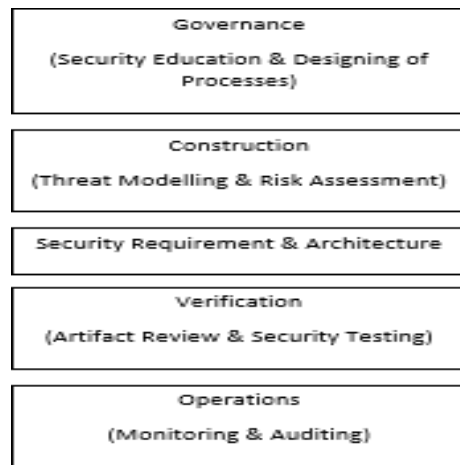 Governance
(Security Education & Designing of
Processes)
Construction
(Threat Modelling & Risk Assessment)
Security Requirement & Architecture
Verification
(Artifact Review & Security Testing)
Operations
(Monitoring & Auditing)